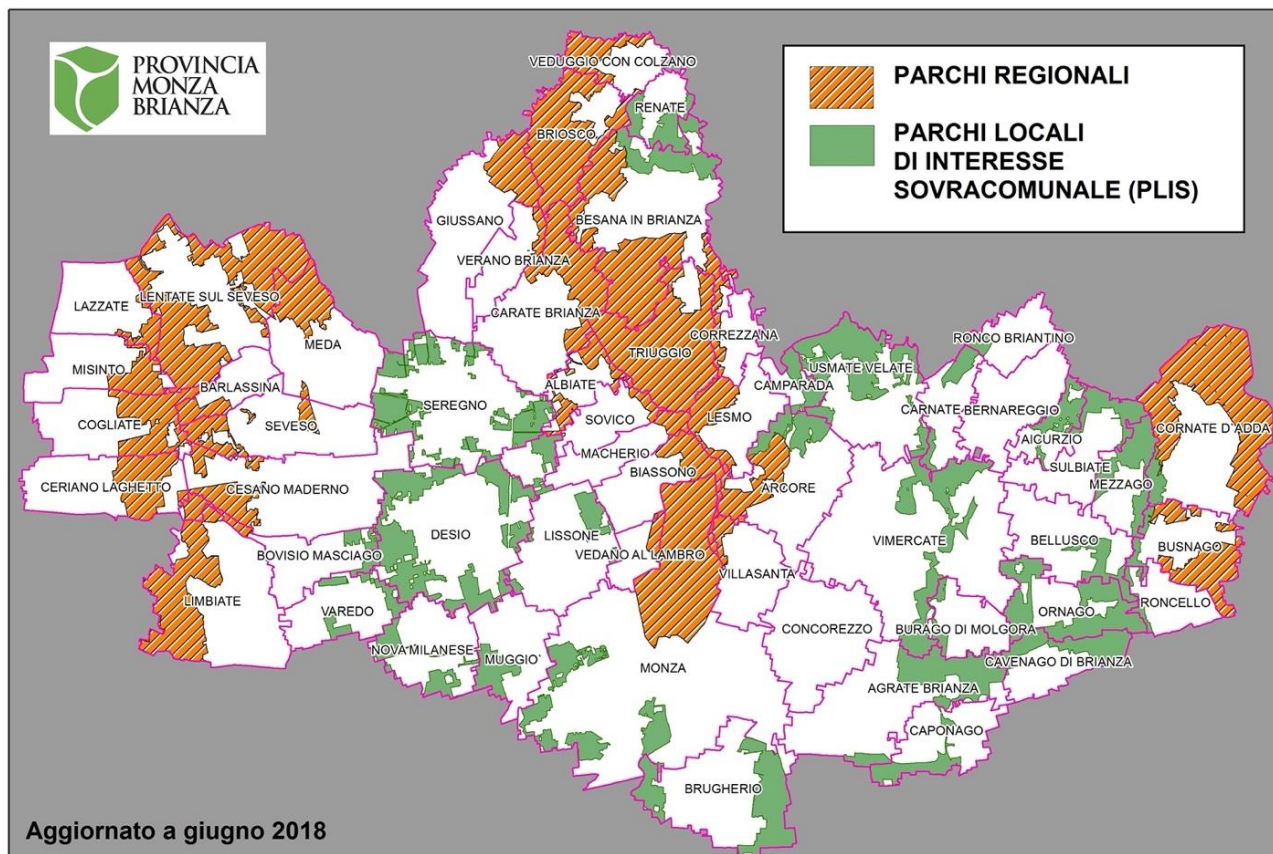 PROVINCIA
MONZA
BRIANZA
PARCHI REGIONALI
PARCHI LOCALI
DI INTERESSE
SOVRACOMUNALE (PLIS)
VEDUGGIO CON COLZANO
RENATE
BRIOSCO
GIUSSANO
BESANA IN BRIANZA
VERANO BRIANZA
LAZZATE
LENTATE SUL SEVESO
CARATE BRIANZA
CORREZZANA
RONCO BRIANTINO
MEDA
TRIUGGIO
MISINTO
BARLASSINA
ALBIATE
CAMPARADA
USMATE VELATE
SEREGNO
SOVICO
LESMO
CARNATE
BERNAREGGIO
COGLIATE
SEVESO
CORNATE D'ADDA
AICURZIO
MACHERIO
SULBIATE
BIASSONO
MEZZAGO
CERIANO LAGHETTO
CESANO MADERNO
ARCORE
DESIO
LISSONE
VIMERCATE
BELLUSCO
BOVISIO MASCIAGO
VEDANO AL LAMBRO
BUSNAGO
VILLASANTA
LIMBIATE
RONCELLO
VAREDO
ORNAGO
CONCOREZZO
BURAGO DI MOLGORA
NOVA MILANESE
MUGGIO'
CAVENAGO DI BRIANZA
MONZA
AGRATE BRIANZA
CAPONAGO
BRUGHERIO
Aggiornato a giugno 2018